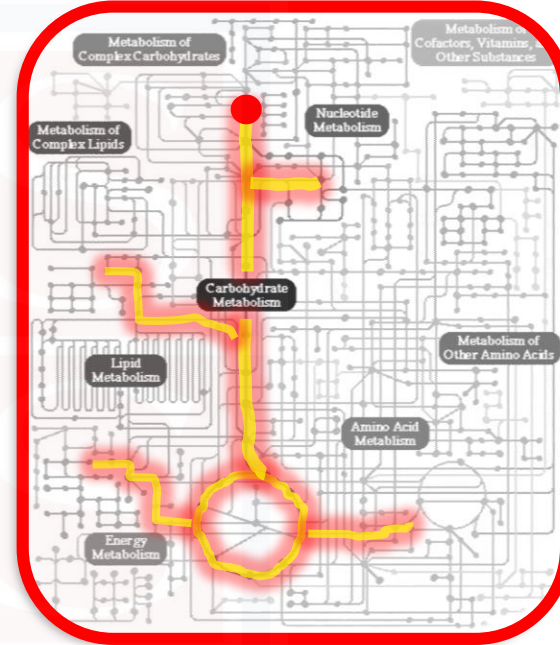 Metabolism of
Complex Carbohydrates
Metabolism of
Cofactors, Vitamins,
Other Substances
Nucleotide
Metabolism
Metabolism of
Complex Lipids
Carbohydrate
Metabolism
Metabolism of
Other Amino Acids
Lipid
Metabolism
Amino Acid
Metablism
Energy
Metabolism